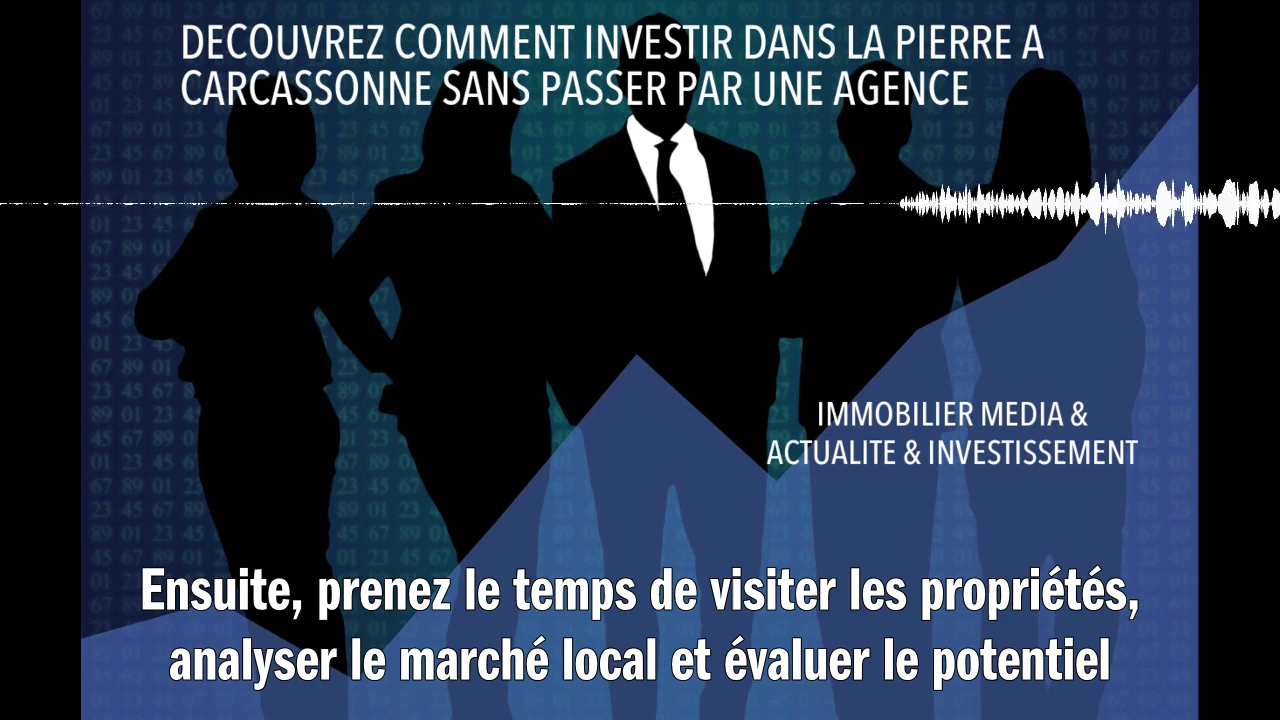 DECOUVREZ COMMENT INVESTIR DANS LA PIERRE A
CARCASSONNE SANS PASSER PAR UNE AGENCE
IMMOBILIER MEDIA &
ACTUALITE & INVESTISSEMENT
Ensuite, prenez le temps de visiter les propriétés,
analyser le marché local et évaluer le potentiel